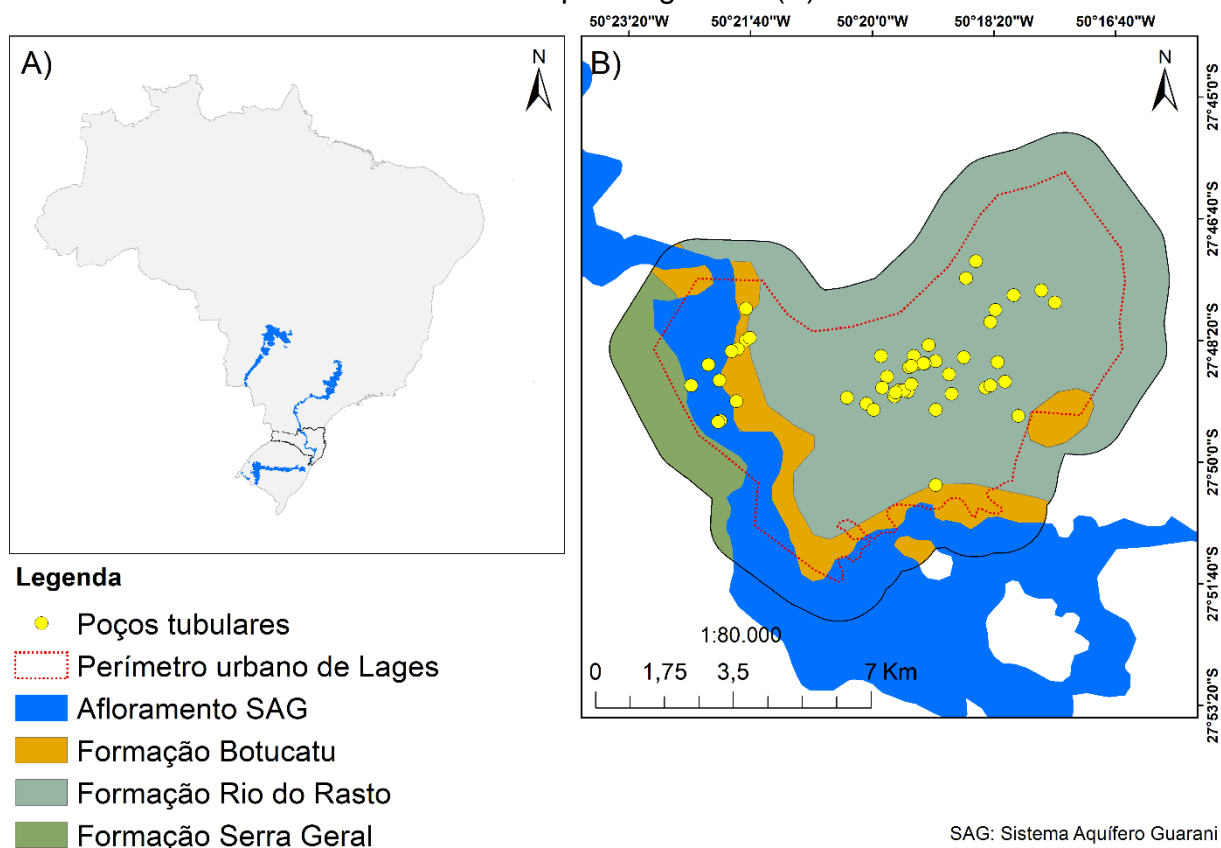 50°23'20"W 50°21'40"W 50°20'0"W 50°18'20"W 50°16'40"W
A)
N
B)
N
27°45'0"S
27°46'40"S
27°48'20"S
27°50'0"S
27°51'40"S
27°53'20"S
1:80.000
0 1,75 3,5 7 Km
Legenda
Poços tubulares
Perímetro urbano de Lages
Afloramento SAG
Formação Botucatu
Formação Rio do Rasto
Formação Serra Geral
SAG: Sistema Aquífero Guarani